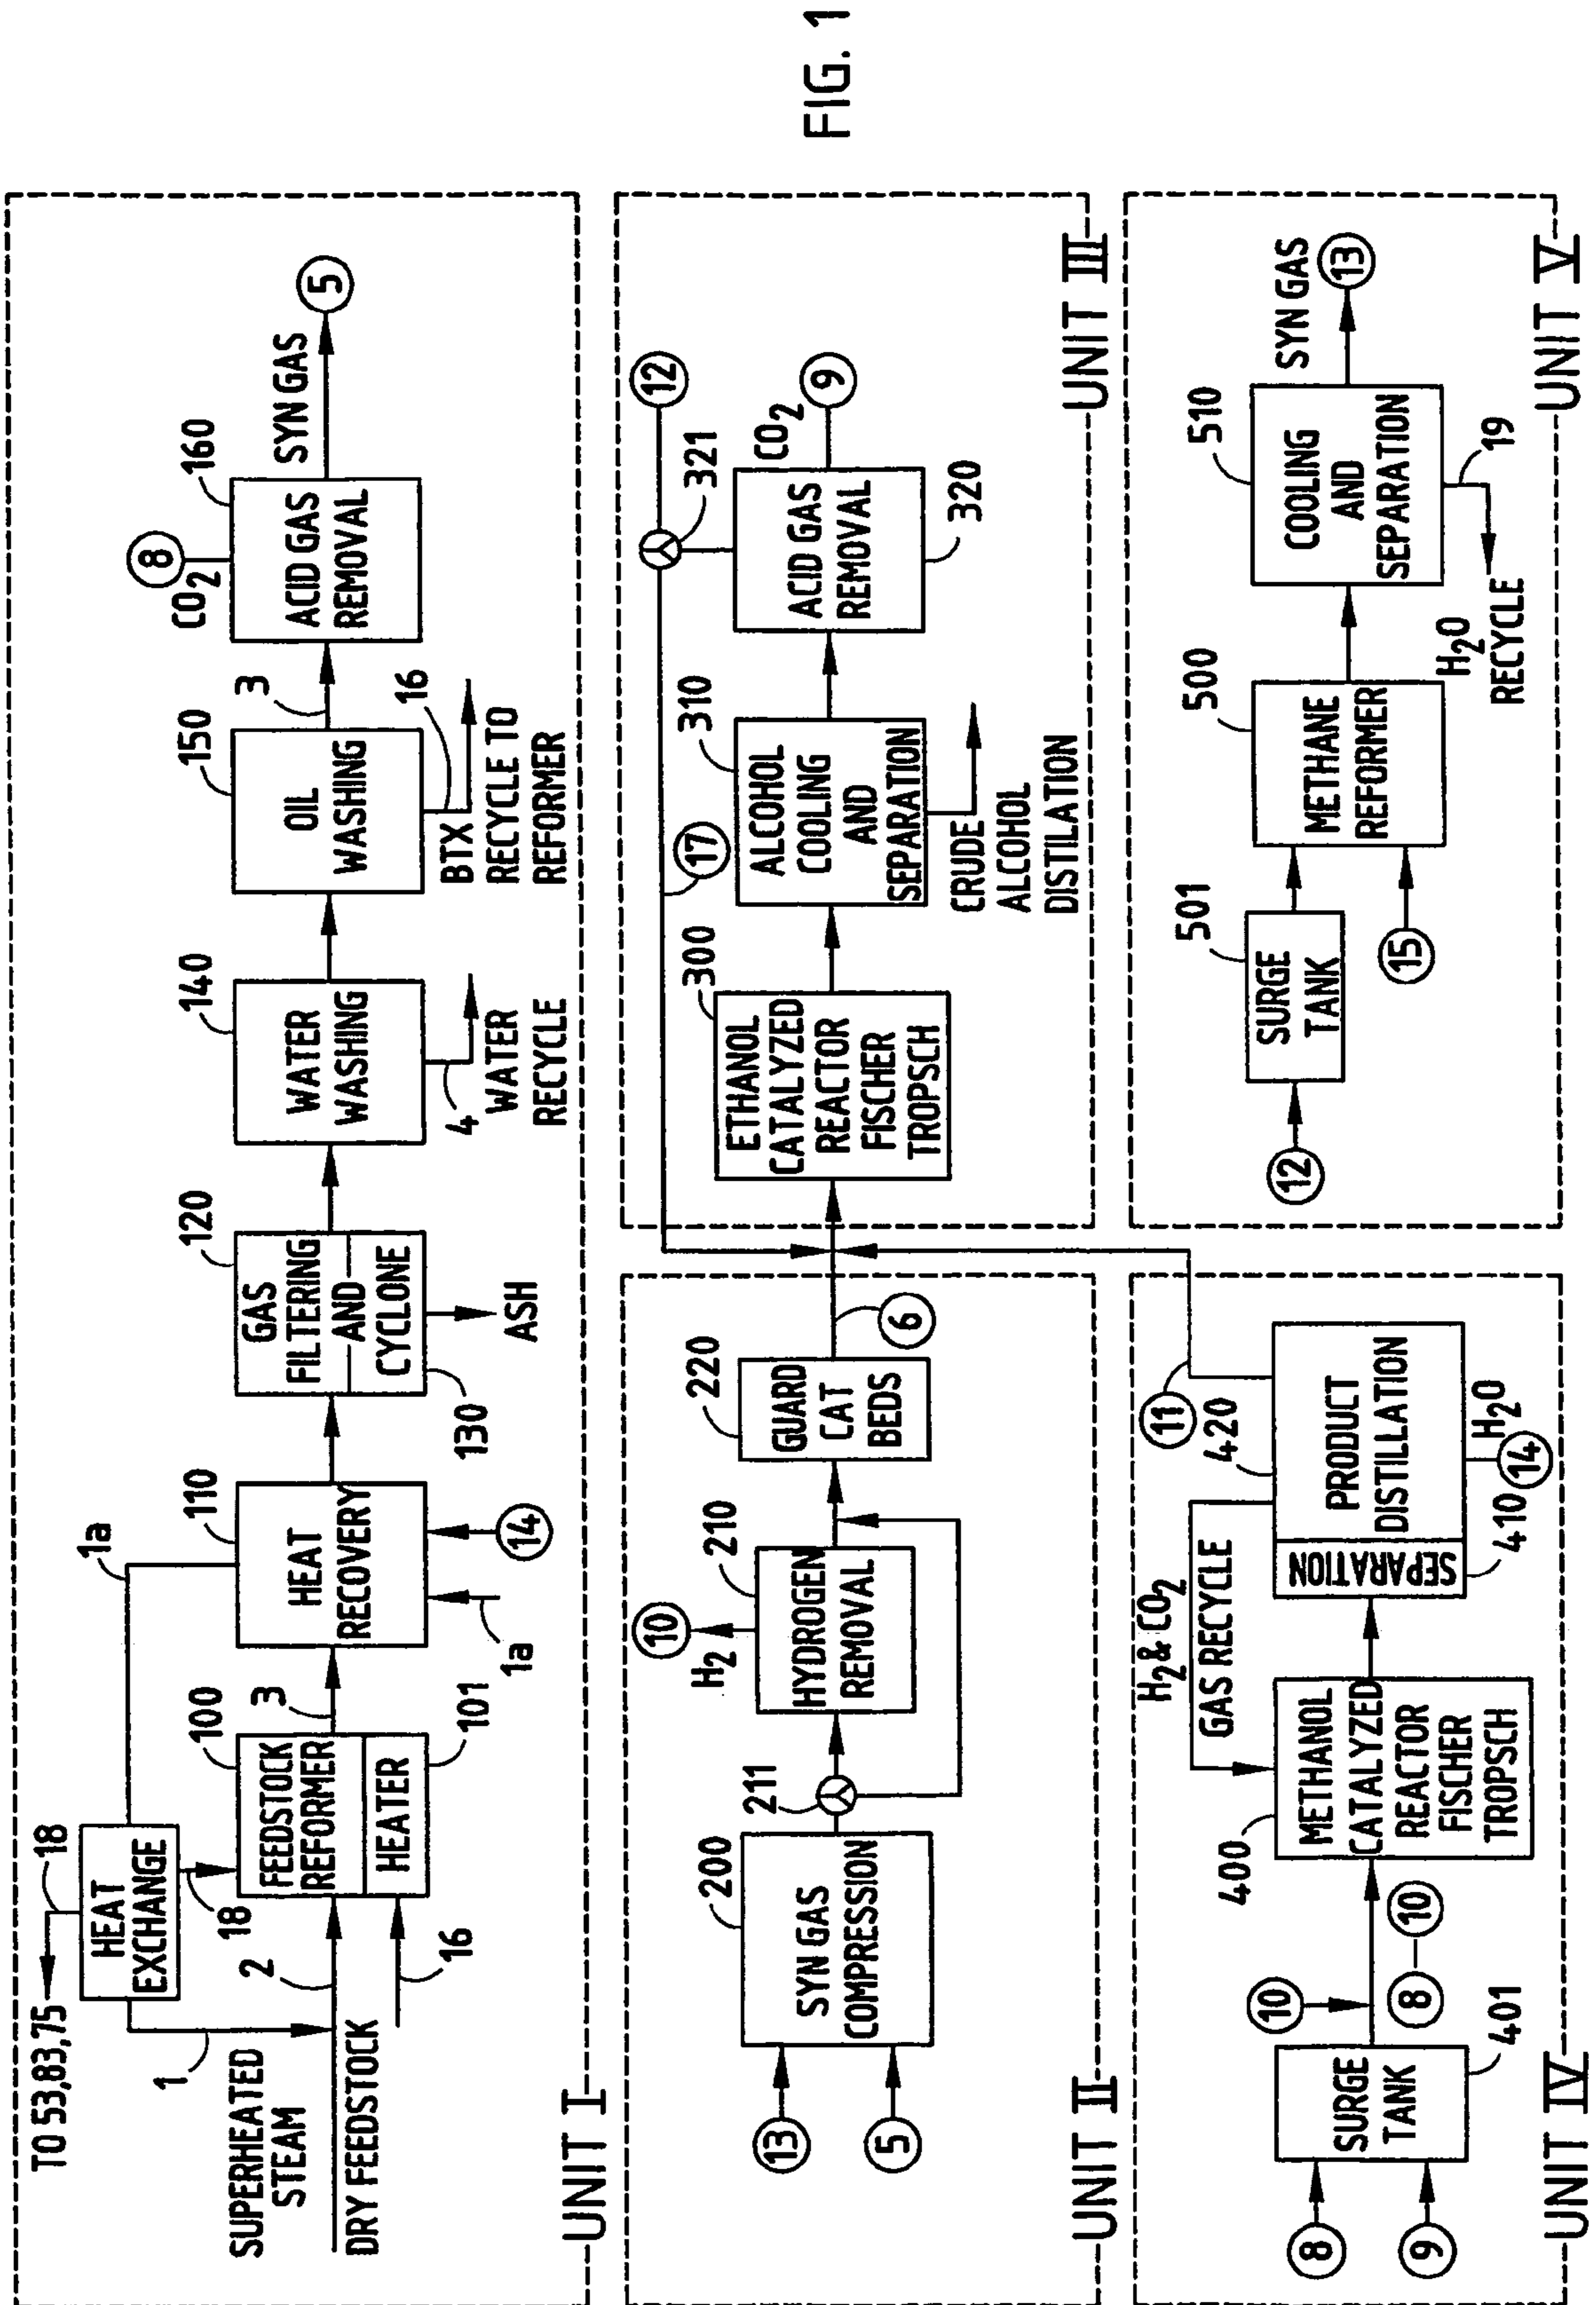 FIG. 1
TO 53,83,75
18
HEAT
EXCHANGE
1a
1
18
SUPERHEATED
STEAM
DRY FEEDSTOCK
2
16
100
FEEDSTOCK
REFORMER
HEATER
101
3
110
HEAT
RECOVERY
1a
14
120
GAS
FILTERING
AND
CYCLONE
130
ASH
140
WATER
WASHING
4
WATER
RECYCLE
150
OIL
WASHING
BTX
16
RECYCLE TO
REFORMER
3
8
CO2
160
ACID GAS
REMOVAL
SYN GAS
5
UNIT I
13
5
200
SYN GAS
COMPRESSION
211
10
H2
210
HYDROGEN
REMOVAL
220
GUARD
CAT
BEDS
6
UNIT II
17
12
321
300
ETHANOL
CATALYZED
REACTOR
FISCHER
TROPSCH
310
ALCOHOL
COOLING
AND
SEPARATION
CRUDE
ALCOHOL
DISTILATION
ACID GAS
REMOVAL
320
CO2
9
UNIT III
8
9
SURGE
TANK
401
10
8
10
400
METHANOL
CATALYZED
REACTOR
FISCHER
TROPSCH
H2 & CO2
GAS RECYCLE
SEPARATION
410
PRODUCT
DISTILLATION
420
11
H2O
14
UNIT IV
12
501
SURGE
TANK
15
500
METHANE
REFORMER
510
COOLING
AND
SEPARATION
H2O
RECYCLE
19
SYN GAS
13
UNIT V